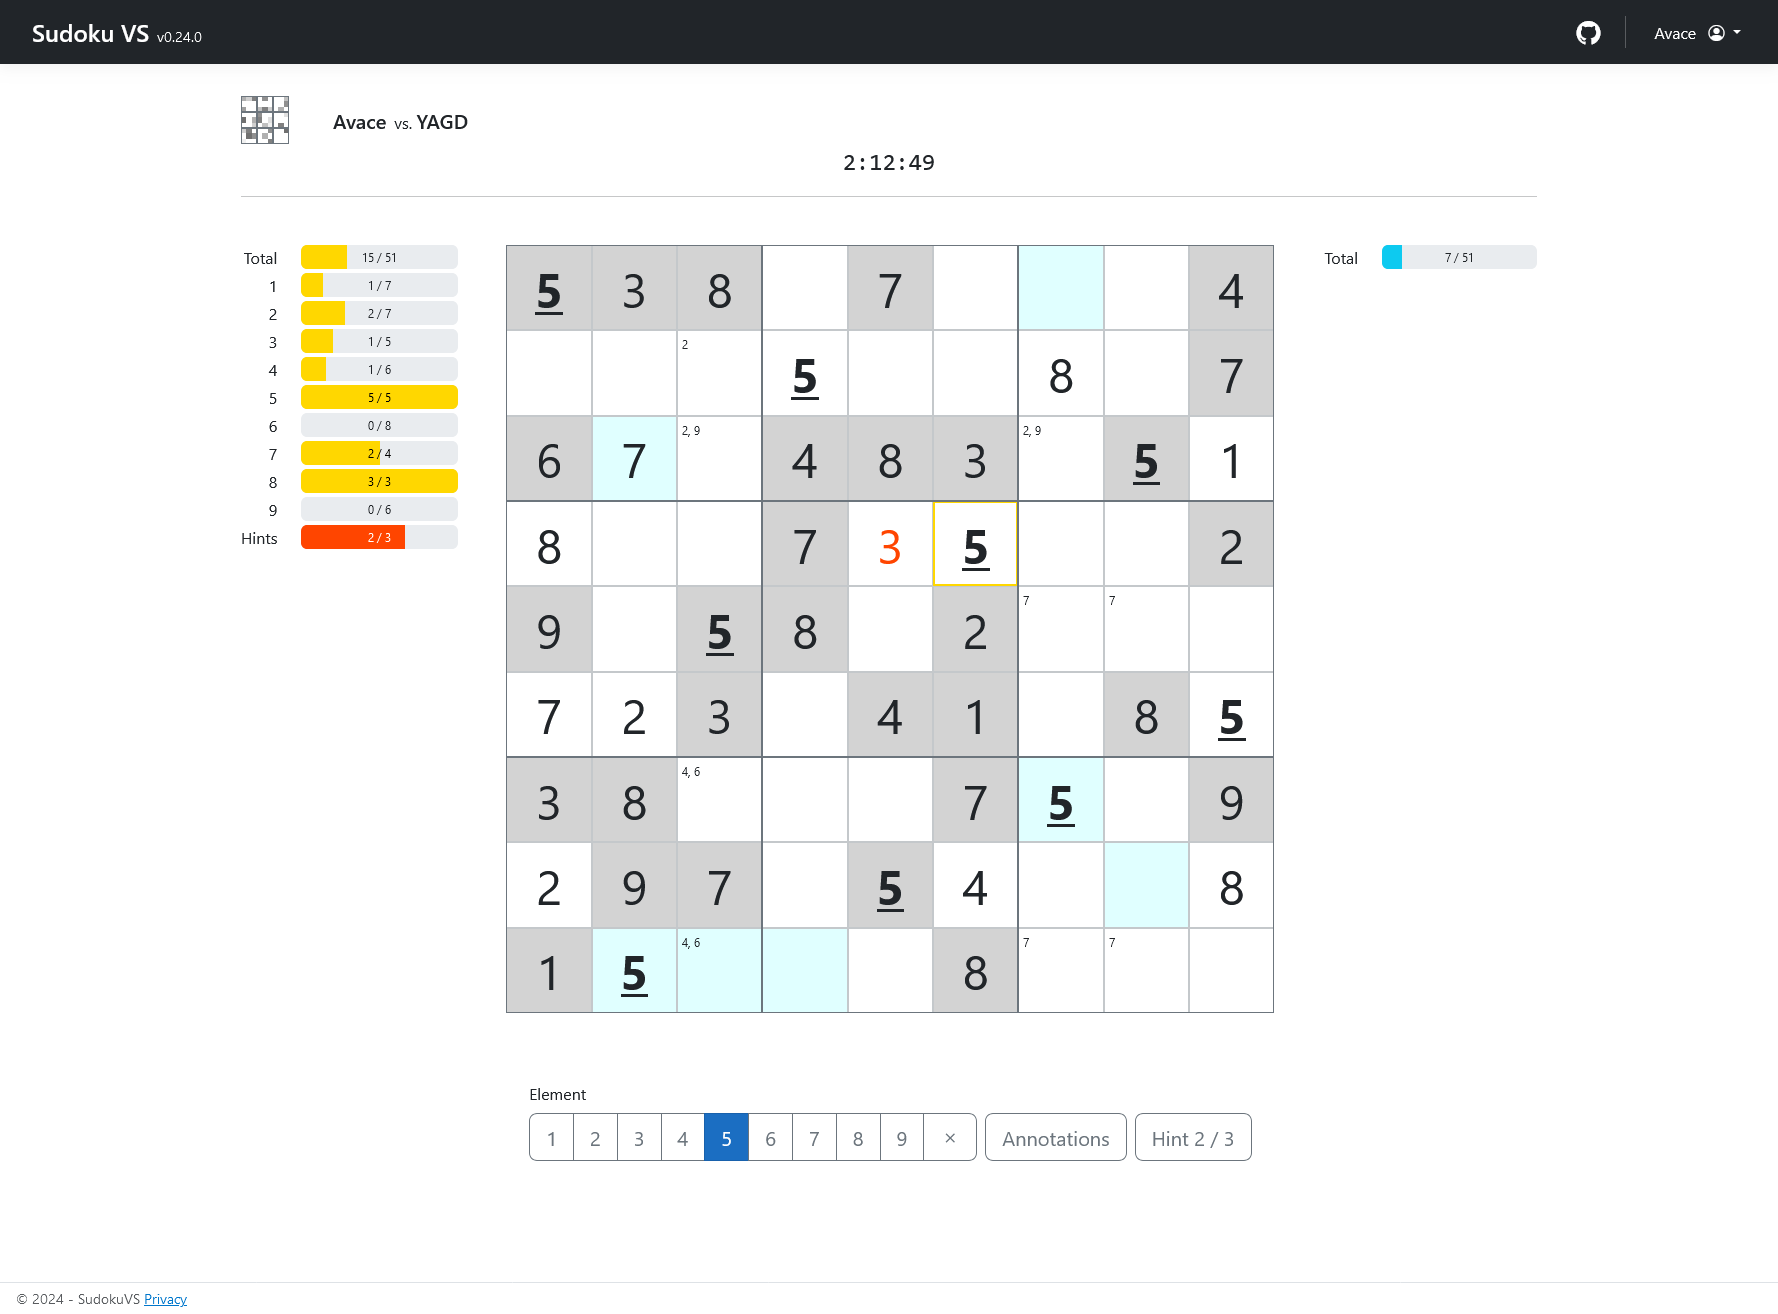 Sudoku VS v0.24.0
Avace
Avace vs. YAGD
2:12:49
Total 15 / 51
1 1 / 7
2 2 / 7
3 1 / 5
4 1 / 6
5 5 / 5
6 0 / 8
7 2 / 4
8 3 / 3
9 0 / 6
Hints 2 / 3
5 3 8 7 4
2
5 8 7
2, 9 2, 9
6 7 4 8 3 5 1
8 7 3 5 2
7 7
9 5 8 2
7 2 3 4 1 8 5
4, 6
3 8 7 5 9
2 9 7 5 4 8
4, 6 7 7
1 5 8
Total 7 / 51
Element
1 2 3 4 5 6 7 8 9 × Annotations Hint 2 / 3
© 2024 - SudokuVS Privacy